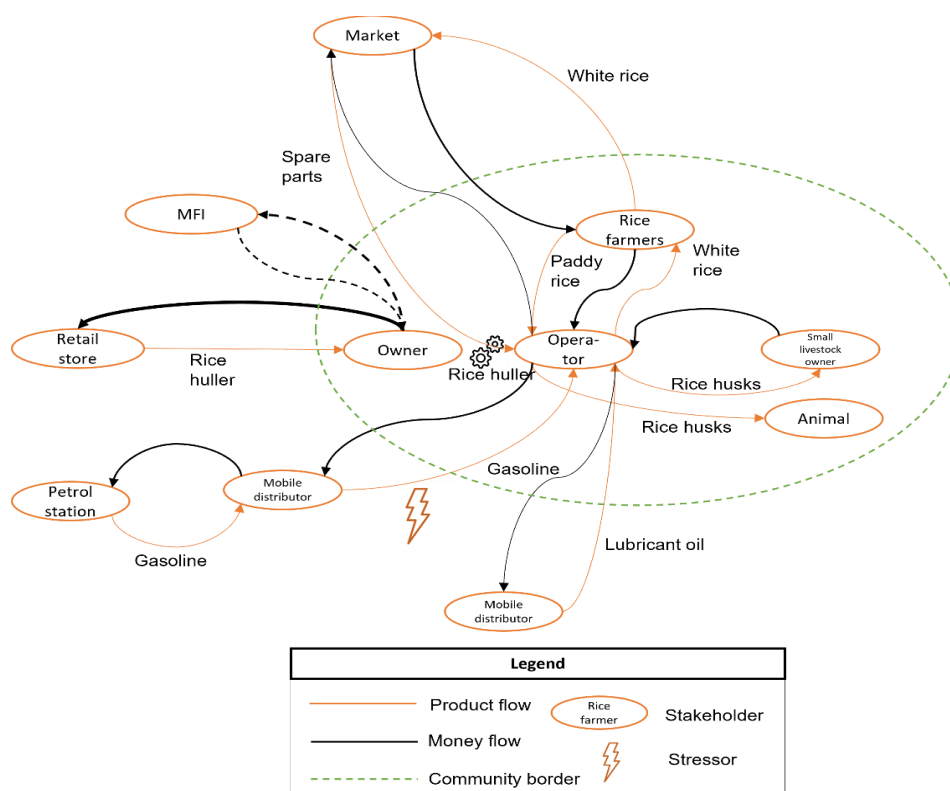 Market
White rice
Spare
parts
MFI
Rice
farmers
White
rice
Paddy
rice
Retail
store
Rice
huller
Owner
Opera-
tor
Rice huller
Small
livestock
owner
Rice husks
Animal
Rice husks
Gasoline
Petrol
station
Mobile
distributor
Gasoline
Lubricant oil
Mobile
distributor
Legend
Product flow
Rice
farmer
Stakeholder
Money flow
Stressor
Community border